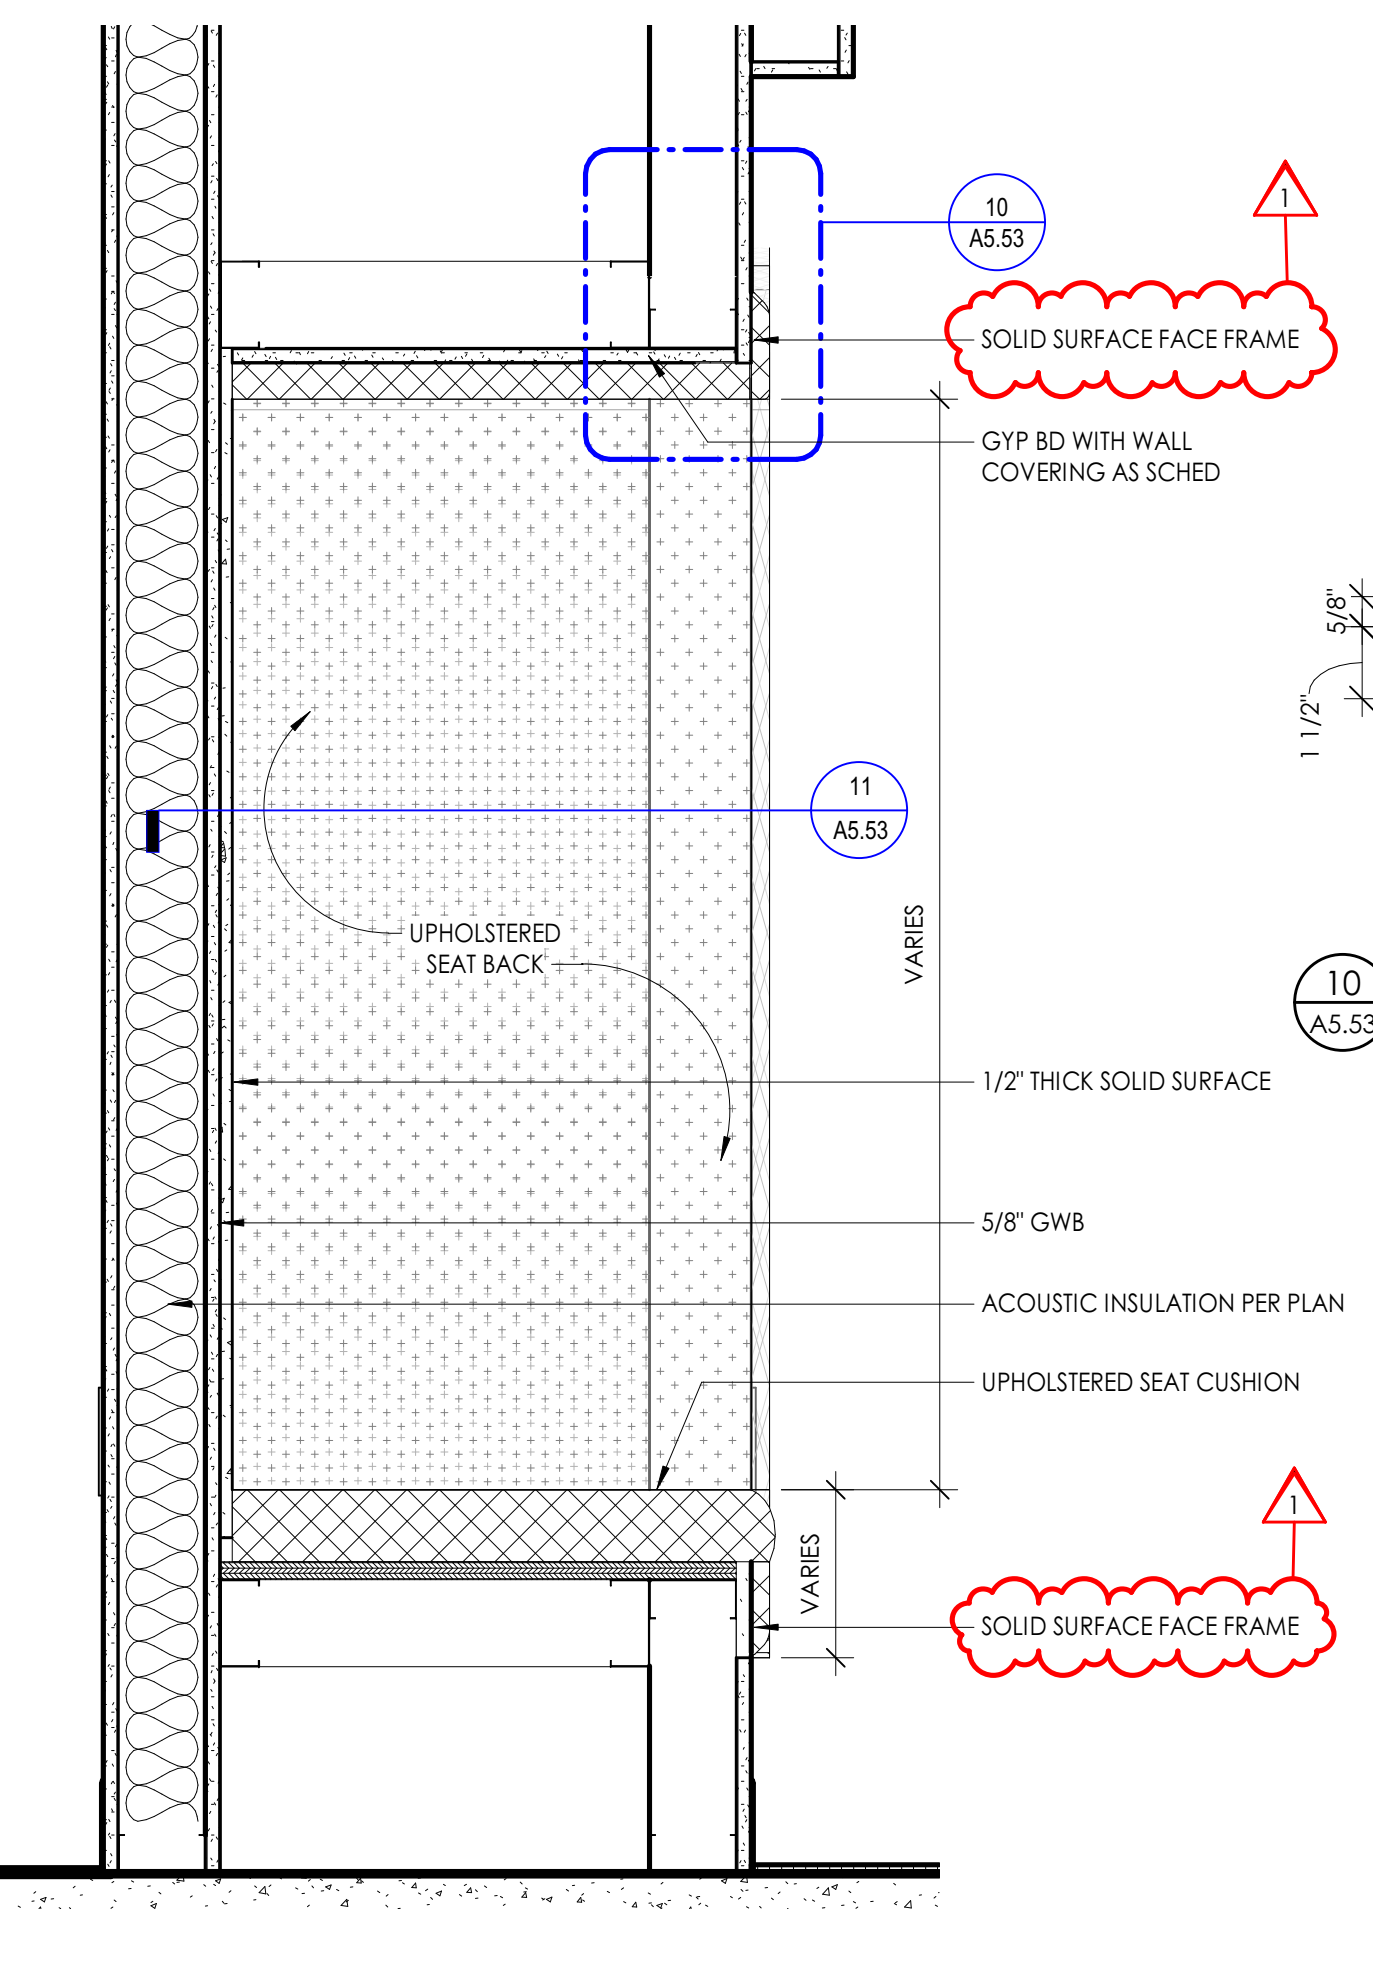 10
A5.53
1
SOLID SURFACE FACE FRAME
GYP BD WITH WALL
COVERING AS SCHED
5/8"
1 1/2"
11
A5.53
UPHOLSTERED
SEAT BACK
VARIES
10
A5.53
1/2" THICK SOLID SURFACE
5/8" GWB
ACOUSTIC INSULATION PER PLAN
UPHOLSTERED SEAT CUSHION
1
VARIES
SOLID SURFACE FACE FRAME